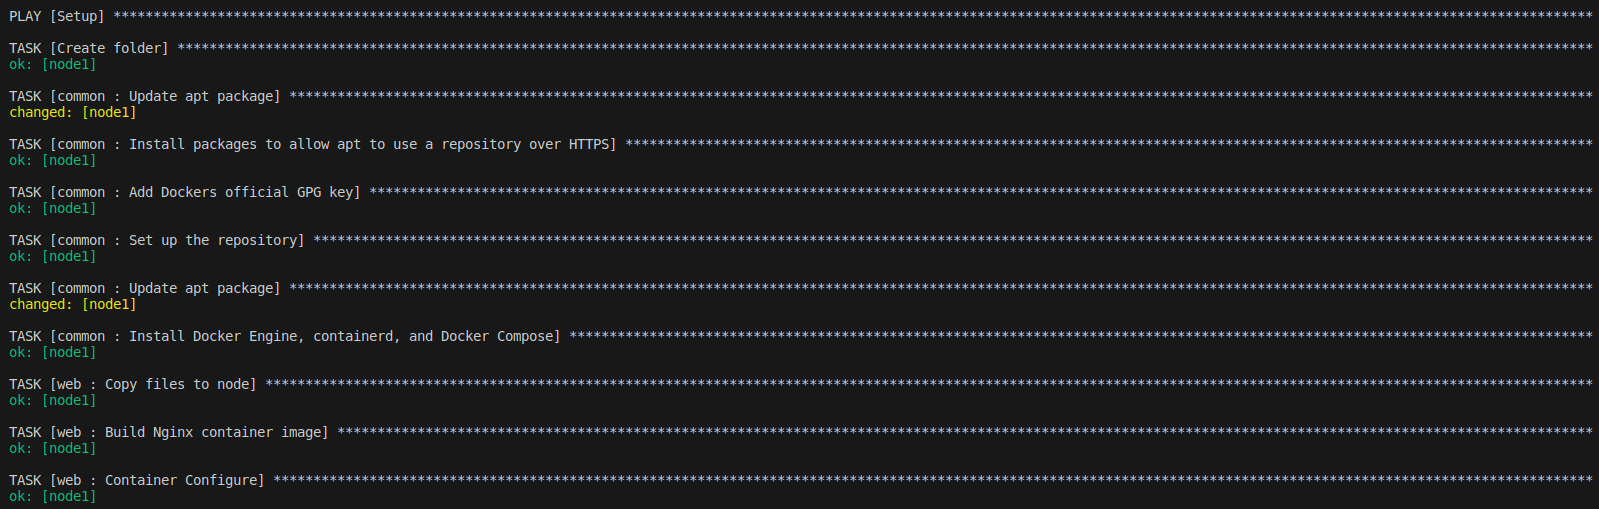 PLAY [Setup] *****************************************************************************************************************************************************************************************
TASK [Create folder] *********************************************************************************************************************************************************************************
ok: [node1]
TASK [common : Update apt package] *******************************************************************************************************************************************************************
changed: [node1]
TASK [common : Install packages to allow apt to use a repository over HTTPS] *************************************************************************************************************************
ok: [node1]
TASK [common : Add Dockers official GPG key] *********************************************************************************************************************************************************
ok: [node1]
TASK [common : Set up the repository] ****************************************************************************************************************************************************************
ok: [node1]
TASK [common : Update apt package] *******************************************************************************************************************************************************************
changed: [node1]
TASK [common : Install Docker Engine, containerd, and Docker Compose] ********************************************************************************************************************************
ok: [node1]
TASK [web : Copy files to node] **********************************************************************************************************************************************************************
ok: [node1]
TASK [web : Build Nginx container image] *************************************************************************************************************************************************************
ok: [node1]
TASK [web : Container Configure] *********************************************************************************************************************************************************************
ok: [node1]